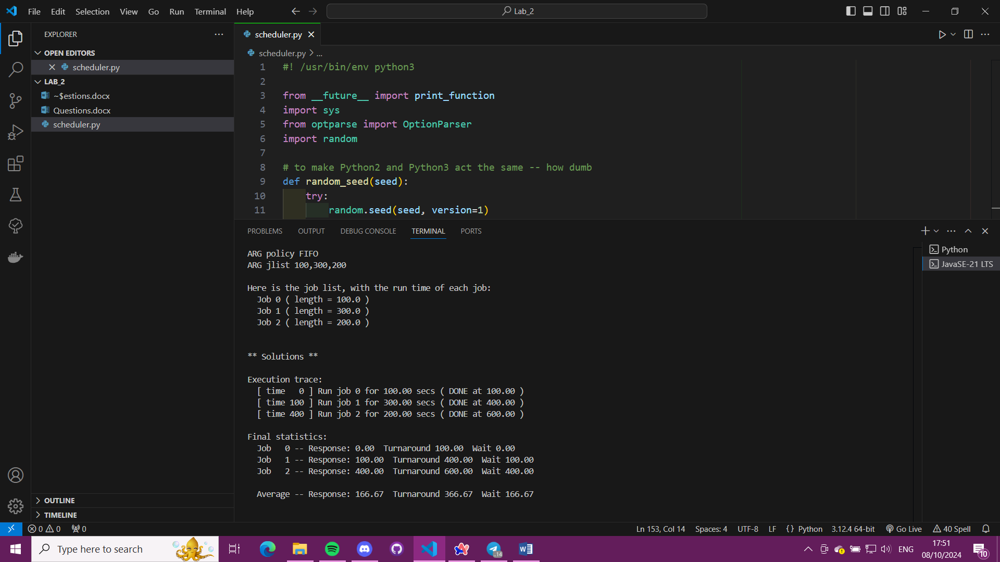 File Edit Selection View Go Run Terminal Help
Lab_2
EXPLORER
OPEN EDITORS
scheduler.py
LAB_2
~$estions.docx
Questions.docx
scheduler.py
OUTLINE
TIMELINE
scheduler.py
scheduler.py > ...
1 #! /usr/bin/env python3
2
3 from __future__ import print_function
4 import sys
5 from optparse import OptionParser
6 import random
7
8 # to make Python2 and Python3 act the same -- how dumb
9 def random_seed(seed):
10 try:
11 random.seed(seed, version=1)
PROBLEMS OUTPUT DEBUG CONSOLE TERMINAL PORTS
ARG policy FIFO
ARG jlist 100,300,200
Here is the job list, with the run time of each job:
Job 0 ( length = 100.0 )
Job 1 ( length = 300.0 )
Job 2 ( length = 200.0 )
** Solutions **
Execution trace:
[ time   0 ] Run job 0 for 100.00 secs ( DONE at 100.00 )
[ time 100 ] Run job 1 for 300.00 secs ( DONE at 400.00 )
[ time 400 ] Run job 2 for 200.00 secs ( DONE at 600.00 )
Final statistics:
Job   0 -- Response: 0.00  Turnaround 100.00  Wait 0.00
Job   1 -- Response: 100.00  Turnaround 400.00  Wait 100.00
Job   2 -- Response: 400.00  Turnaround 600.00  Wait 400.00
Average -- Response: 166.67  Turnaround 366.67  Wait 166.67
Python
JavaSE-21 LTS
0 0 0
Ln 153, Col 14 Spaces: 4 UTF-8 LF {} Python 3.12.4 64-bit Go Live 40 Spell
Type here to search
..14
ENG
17:51
08/10/2024
10